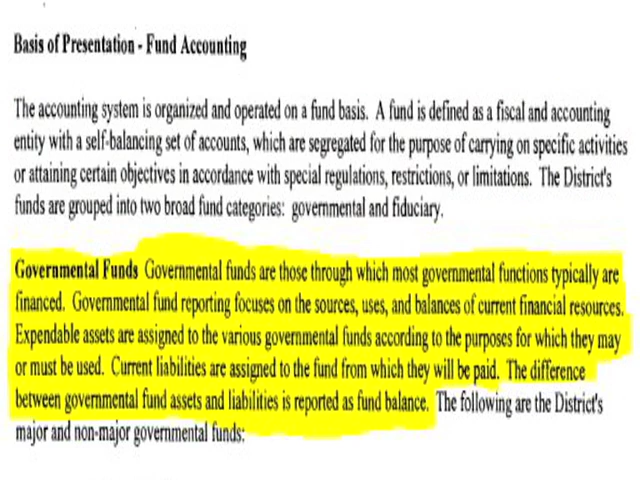 Basis of Presentation - Fund Accounting
The accounting system is organized and operated on a fund basis. A fund is defined as a fiscal and accounting
entity with a self-balancing set of accounts, which are segregated for the purpose of carrying on specific activities
or attaining certain objectives in accordance with special regulations, restrictions, or limitations. The District's
funds are grouped into two broad fund categories: governmental and fiduciary.
Governmental Funds Governmental funds are those through which most governmental functions typically are
financed. Governmental fund reporting focuses on the sources, uses, and balances of current financial resources.
Expendable assets are assigned to the various governmental funds according to the purposes for which they may
or must be used. Current liabilities are assigned to the fund from which they will be paid. The difference
between governmental fund assets and liabilities is reported as fund balance. The following are the District's
major and non-major governmental funds: